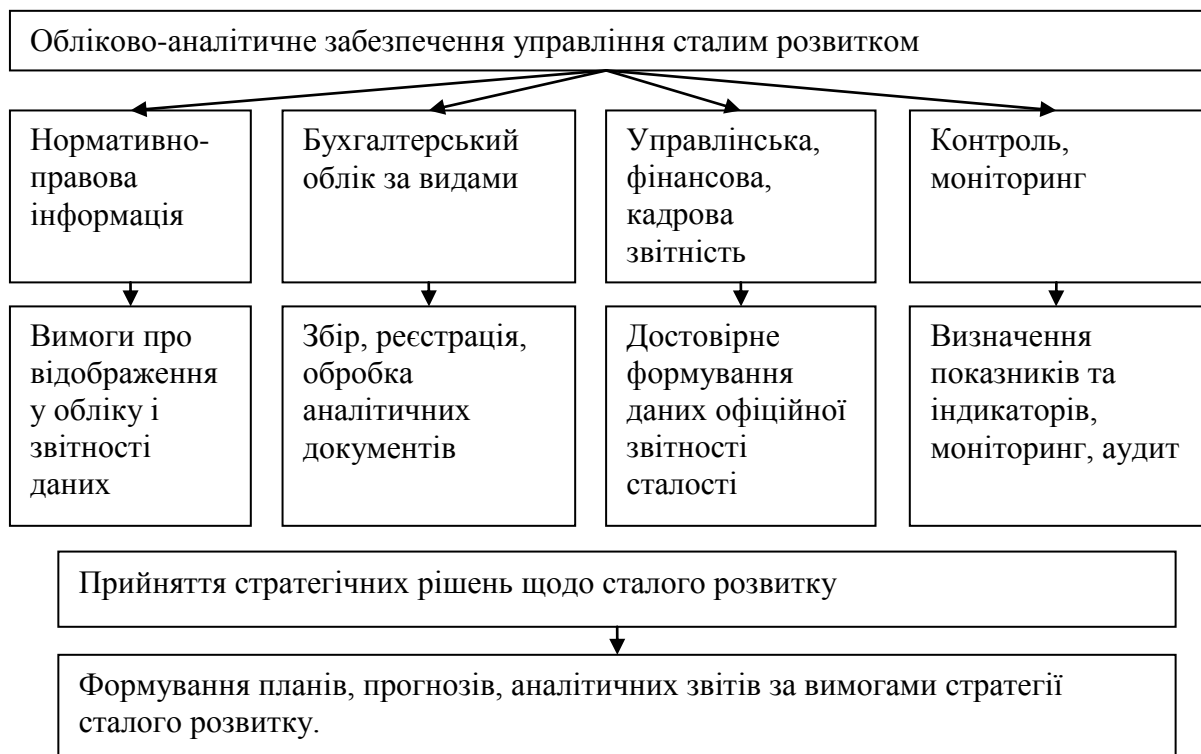 Обліково-аналітичне забезпечення управління сталим розвитком
Нормативно-
правова
інформація
Бухгалтерський
облік за видами
Управлінська,
фінансова,
кадрова
звітність
Контроль,
моніторинг
Вимоги про
відображення
у обліку і
звітності
даних
Збір, реєстрація,
обробка
аналітичних
документів
Достовірне
формування
даних офіційної
звітності
сталості
Визначення
показників та
індикаторів,
моніторинг, аудит
Прийняття стратегічних рішень щодо сталого розвитку
Формування планів, прогнозів, аналітичних звітів за вимогами стратегії
сталого розвитку.